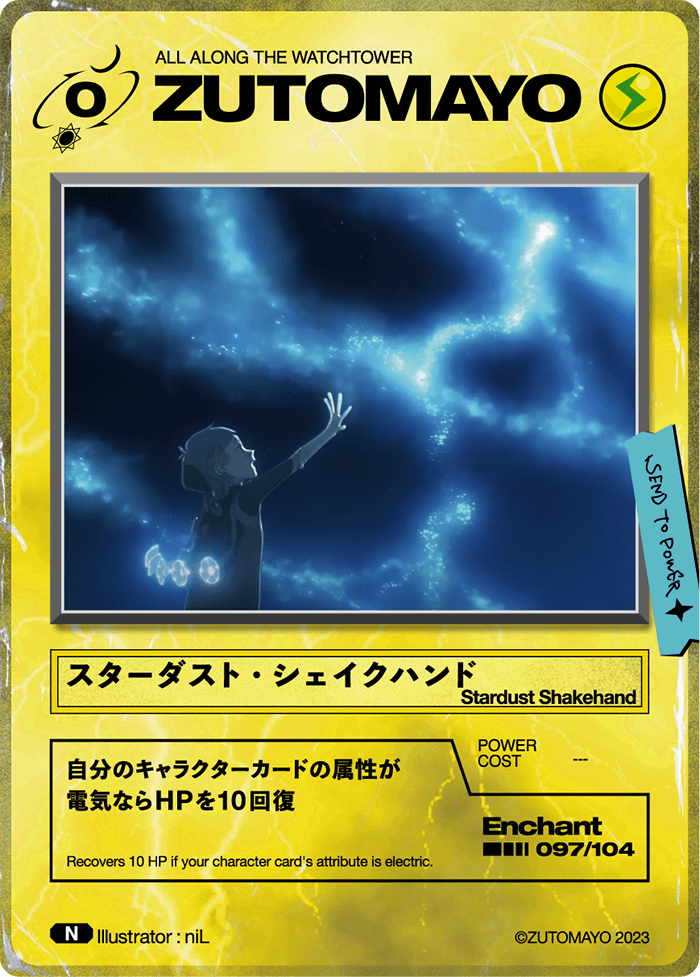 ALL ALONG THE WATCHTOWER
ZUTOMAYO
SEND TO POWER
スターダスト・シェイクハンド
Stardust Shakehand
自分のキャラクターカードの属性が
電気ならHPを10回復
Recovers 10 HP if your character card's attribute is electric.
POWER
COST ---
Enchant
097/104
N Illustrator : niL
©ZUTOMAYO 2023